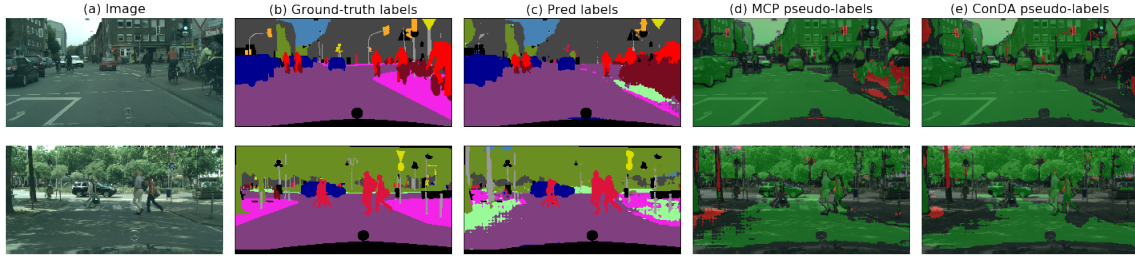 (a) Image
(b) Ground-truth labels
(c) Pred labels
(d) MCP pseudo-labels
(e) ConDA pseudo-labels